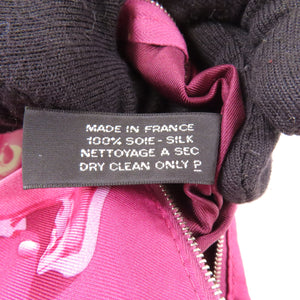 MADE IN FRANCE
100% SOIE - SILK
NETTOYAGE A SEC
DRY CLEAN ONLY P